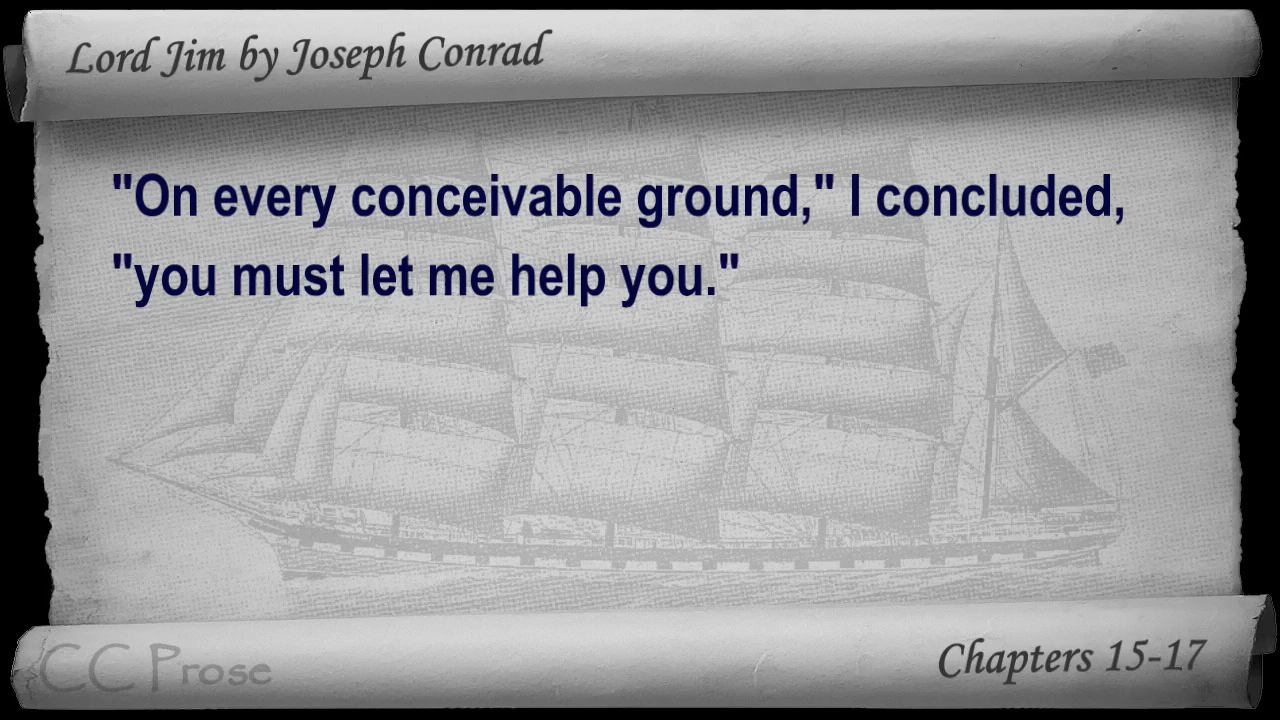 Lord Jim by Joseph Conrad
"On every conceivable ground," I concluded,
"you must let me help you."
CC Prose
Chapters 15-17